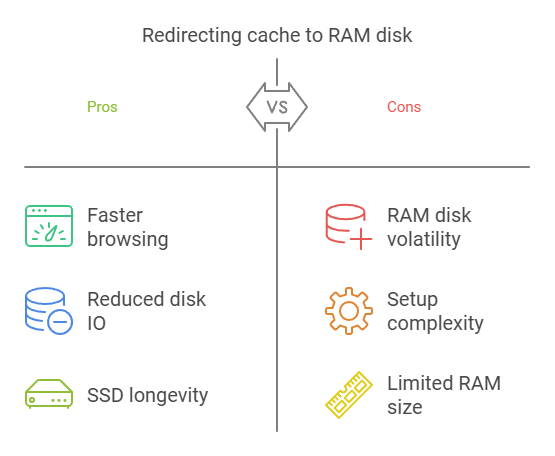 Redirecting cache to RAM disk
Pros
VS
Cons
Faster
browsing
Reduced disk
IO
SSD longevity
RAM disk
volatility
Setup
complexity
Limited RAM
size